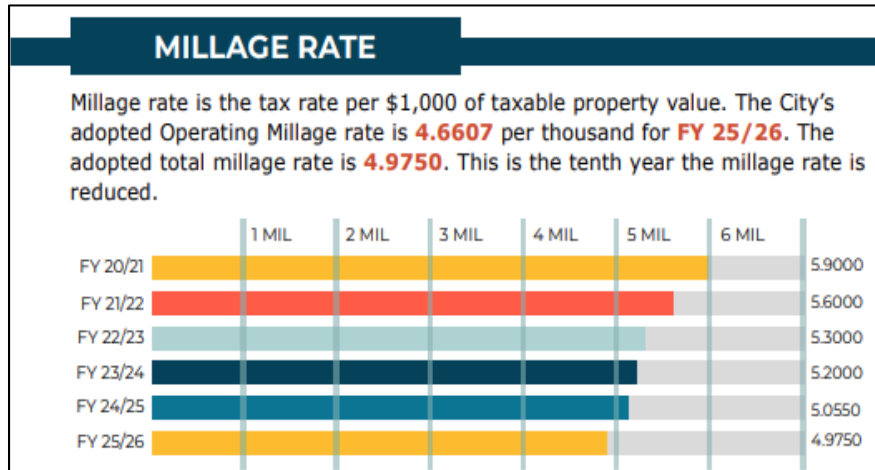 MILLAGE RATE
Millage rate is the tax rate per $1,000 of taxable property value. The City's
adopted Operating Millage rate is 4.6607 per thousand for FY 25/26. The
adopted total millage rate is 4.9750. This is the tenth year the millage rate is
reduced.
1 MIL 2 MIL 3 MIL 4 MIL 5 MIL 6 MIL
FY 20/21 5.9000
FY 21/22 5.6000
FY 22/23 5.3000
FY 23/24 5.2000
FY 24/25 5.0550
FY 25/26 4.9750